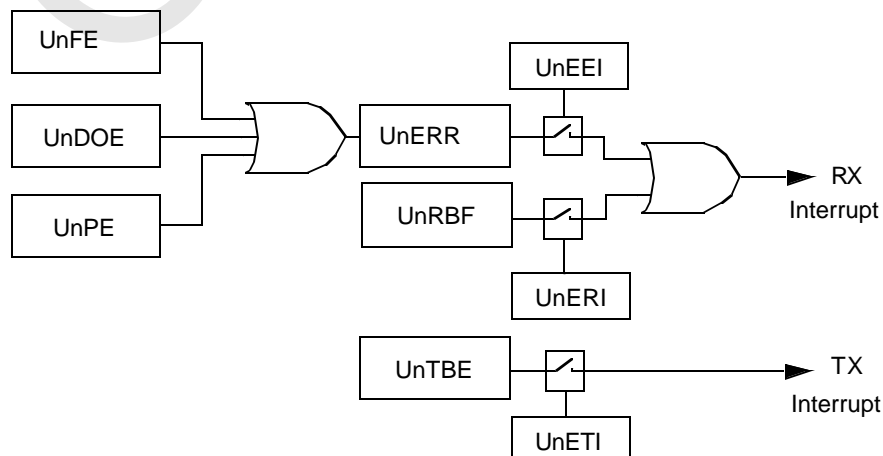 UnFE
UnEEI
UnDOE
UnERR
RX
Interrupt
UnPE
UnRBF
UnERI
UnTBE
TX
Interrupt
UnETI